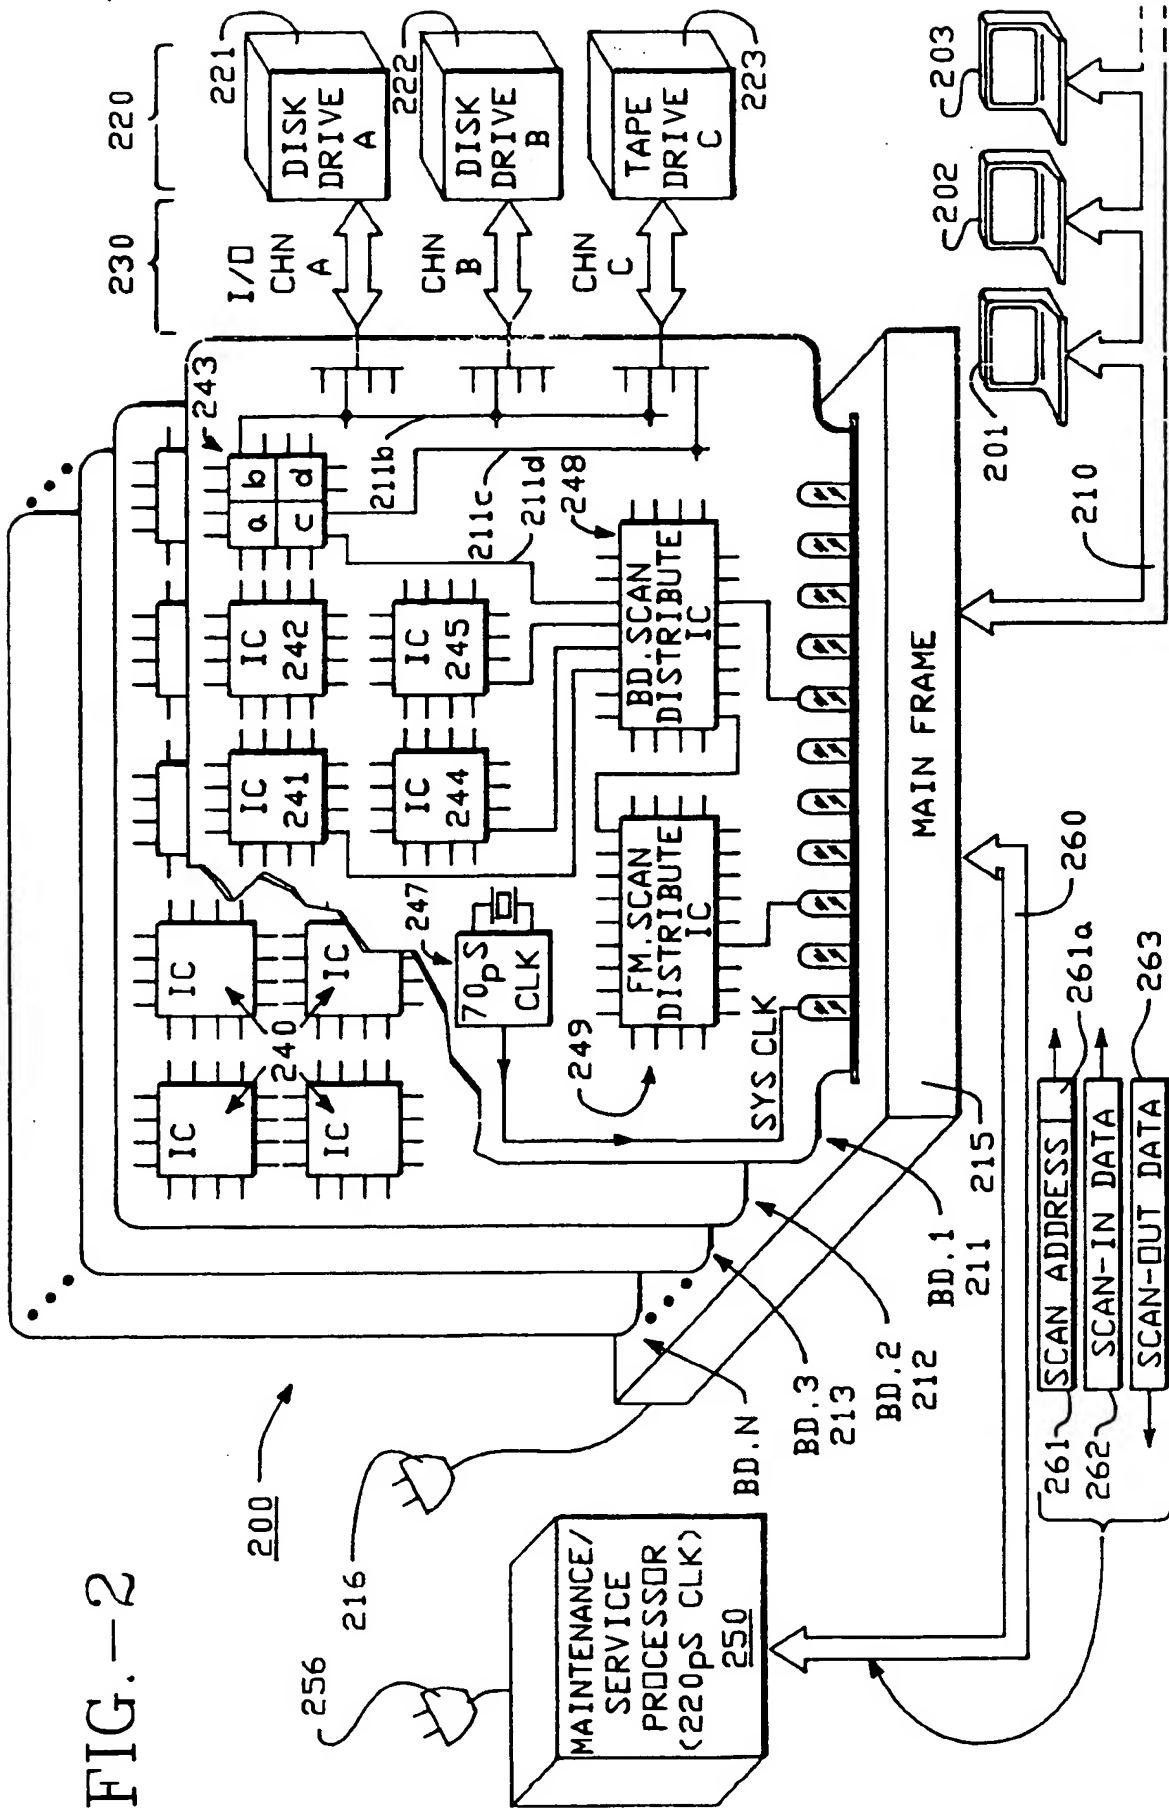 FIG.-2
200
220
230
221
DISK
DRIVE
A
222
DISK
DRIVE
B
223
TAPE
DRIVE
C
I/O
CHN
A
CHN
B
CHN
C
203
202
201
210
243
a b
c d
211b
211c
211d
248
IC
242
IC
245
IC
241
IC
244
BD.SCAN
DISTRIBUTE
IC
FM.SCAN
DISTRIBUTE
IC
249
247
70pS
CLK
SYS CLK
IC
IC
240
IC
IC
MAIN FRAME
215
BD.1
211
BD.2
212
BD.3
213
BD.N
216
256
MAINTENANCE/
SERVICE
PROCESSOR
(220pS CLK)
250
260
261
SCAN ADDRESS
261a
262
SCAN-IN DATA
SCAN-OUT DATA
263